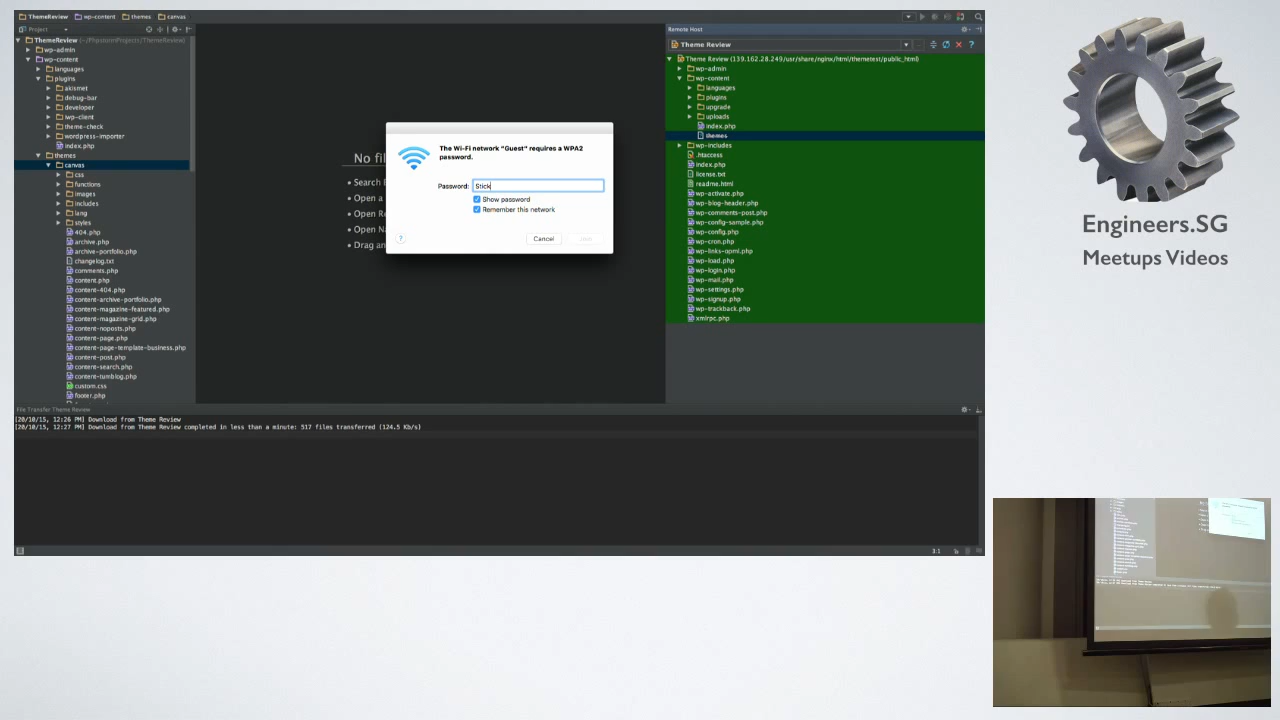 ThemeReview
wp-content
themes
canvas
Project
ThemeReview (~/PhpstormProjects/ThemeReview)
wp-admin
wp-content
languages
plugins
akismet
debug-bar
developer
iwp-client
theme-check
wordpress-importer
index.php
themes
canvas
css
functions
images
includes
lang
styles
404.php
archive.php
archive-portfolio.php
changelog.txt
comments.php
content.php
content-404.php
content-archive-portfolio.php
content-magazine-featured.php
content-magazine-grid.php
content-noposts.php
content-page.php
content-page-template-business.php
content-post.php
content-search.php
content-tumblog.php
custom.css
footer.php
No fil
• Search
• Open a
• Open Re
• Open Na
• Drag an
The Wi-Fi network "Guest" requires a WPA2
password.
Password: Stick
Show password
Remember this network
?
Cancel
Join
Remote Host
Theme Review
Theme Review (139.162.28.249/usr/share/nginx/html/themetest/public_html)
wp-admin
wp-content
languages
plugins
upgrade
uploads
index.php
themes
wp-includes
.htaccess
index.php
license.txt
readme.html
wp-activate.php
wp-blog-header.php
wp-comments-post.php
wp-config-sample.php
wp-config.php
wp-cron.php
wp-links-opml.php
wp-load.php
wp-login.php
wp-mail.php
wp-settings.php
wp-signup.php
wp-trackback.php
xmlrpc.php
File Transfer Theme Review
[20/10/15, 12:26 PM] Download from Theme Review
[20/10/15, 12:27 PM] Download from Theme Review completed in less than a minute: 517 files transferred (124.5 Kb/s)
3:1
Engineers.SG
Meetups Videos